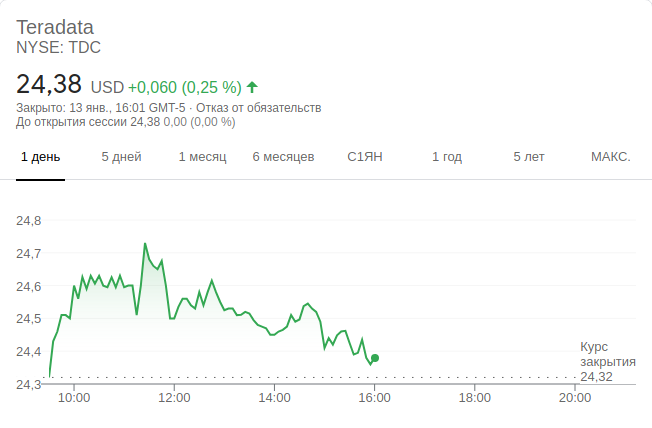 Teradata
NYSE: TDC
24,38 USD +0,060 (0,25 %)
Закрыто: 13 янв., 16:01 GMT-5 · Отказ от обязательств
До открытия сессии 24,38 0,00 (0,00 %)
1 день 5 дней 1 месяц 6 месяцев С1ЯН 1 год 5 лет МАКС.
24,8
24,7
24,6
24,5
24,4
24,3
Курс
закрытия
24,32
10:00 12:00 14:00 16:00 18:00 20:00